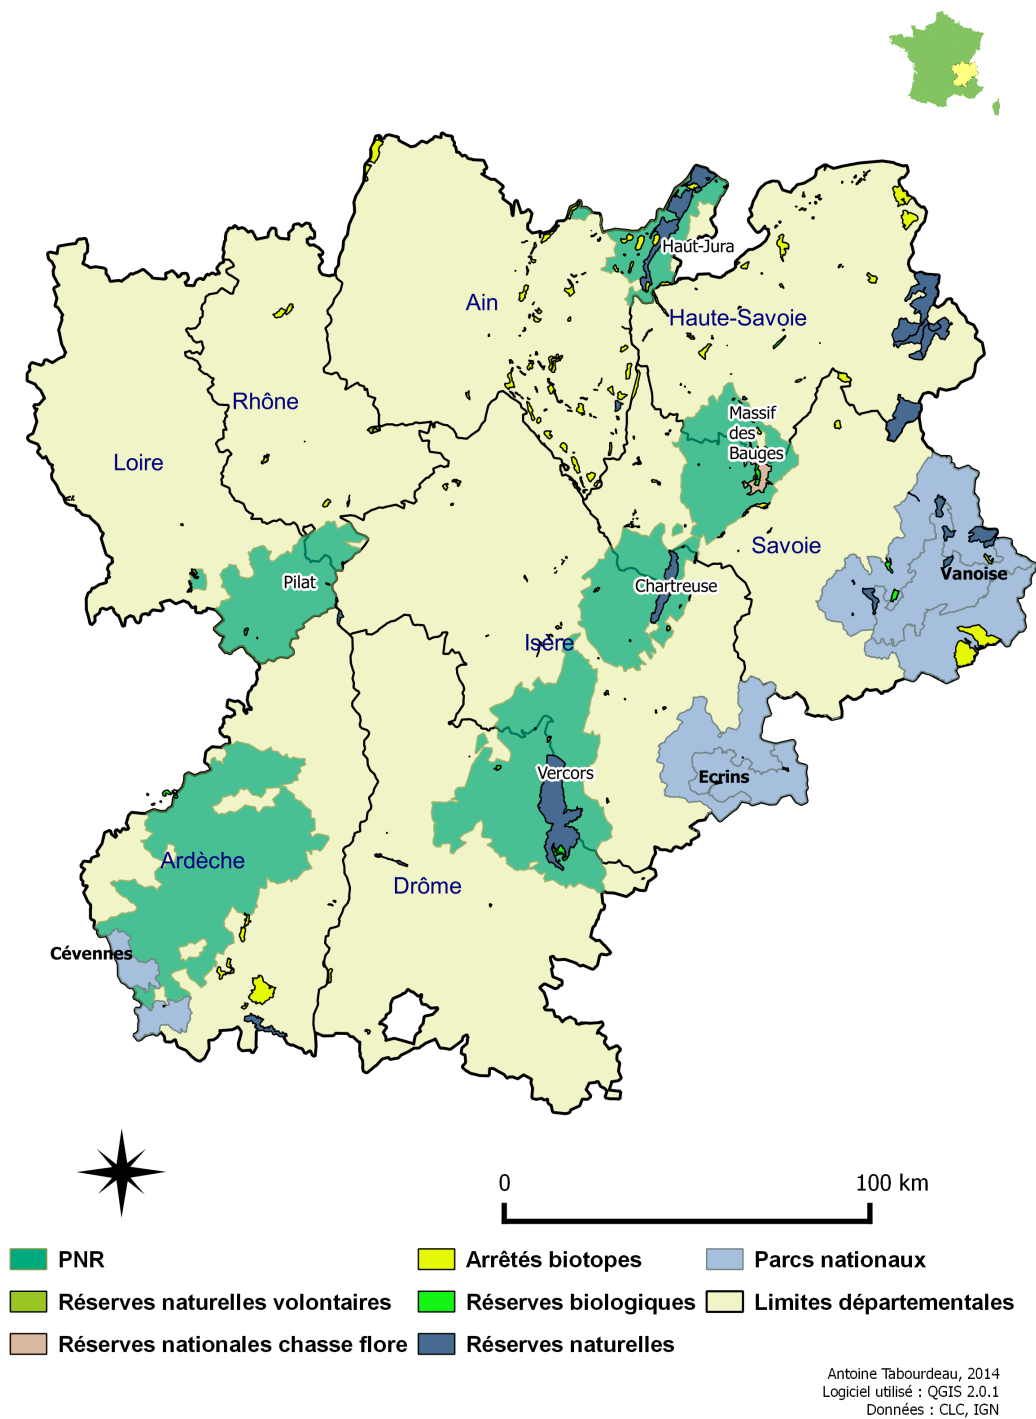 Haut-Jura
Ain
Haute-Savoie
Rhône
Massif
des
Bauges
Loire
Savoie
Vanoise
Pilat
Chartreuse
Isère
Vercors
Ecrins
Ardèche
Drôme
Cévennes
0 100 km
PNR
Arrêtés biotopes
Parcs nationaux
Réserves naturelles volontaires
Réserves biologiques
Limites départementales
Réserves nationales chasse flore
Réserves naturelles
Antoine Tabourdeau, 2014
Logiciel utilisé : QGIS 2.0.1
Données : CLC, IGN